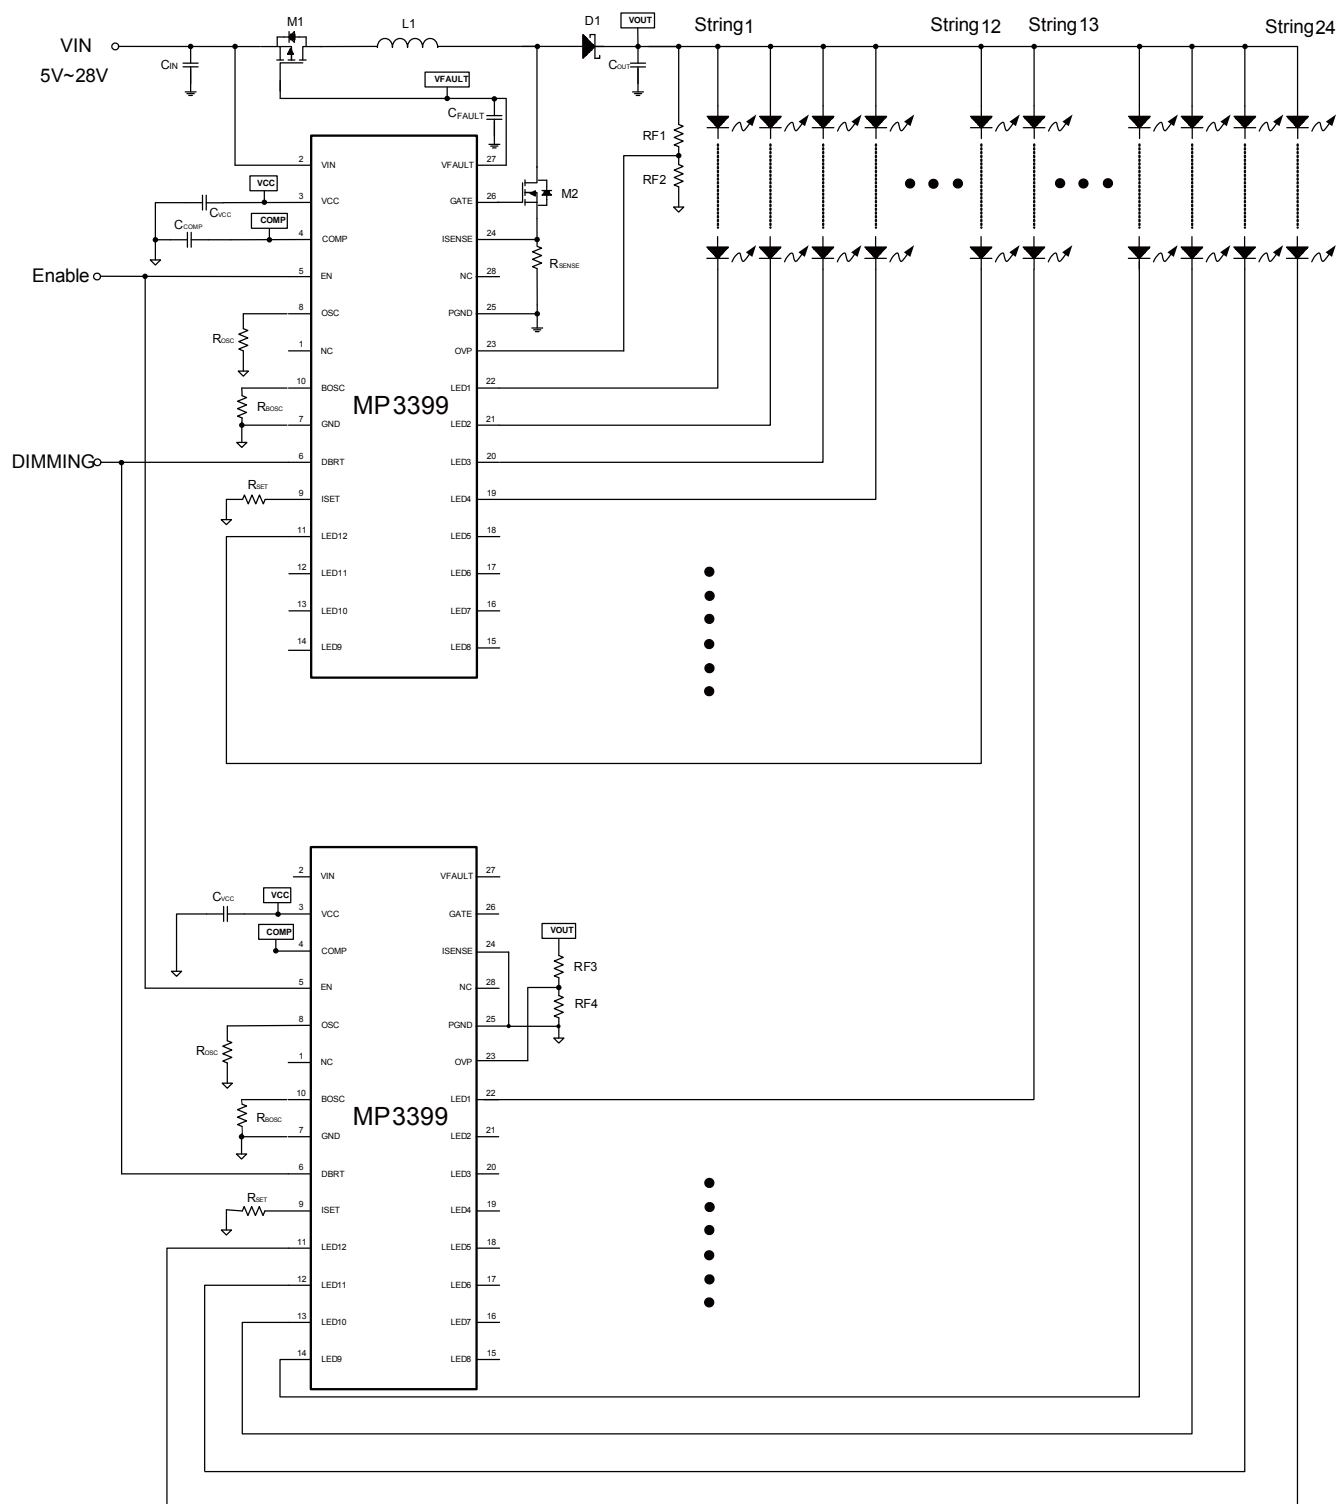 String1
String12
String13
String24
VIN
5V~28V
CIN
M1
L1
D1
VOUT
COUT
VFAULT
CFAULT
RF1
RF2
M2
RSENSE
VCC
CVCC
COMP
CCOMP
Enable
ROSC
RBOSC
DIMMING
RSET
MP3399
2 VIN
3 VCC
4 COMP
5 EN
8 OSC
1 NC
10 BOSC
7 GND
6 DBRT
9 ISET
11 LED12
12 LED11
13 LED10
14 LED9
VFAULT 27
GATE 26
ISENSE 24
NC 28
PGND 25
OVP 23
LED1 22
LED2 21
LED3 20
LED4 19
LED5 18
LED6 17
LED7 16
LED8 15
CVCC
VCC
COMP
ROSC
RBOSC
RSET
VOUT
RF3
RF4
MP3399
2 VIN
3 VCC
4 COMP
5 EN
8 OSC
1 NC
10 BOSC
7 GND
6 DBRT
9 ISET
11 LED12
12 LED11
13 LED10
14 LED9
VFAULT 27
GATE 26
ISENSE 24
NC 28
PGND 25
OVP 23
LED1 22
LED2 21
LED3 20
LED4 19
LED5 18
LED6 17
LED7 16
LED8 15